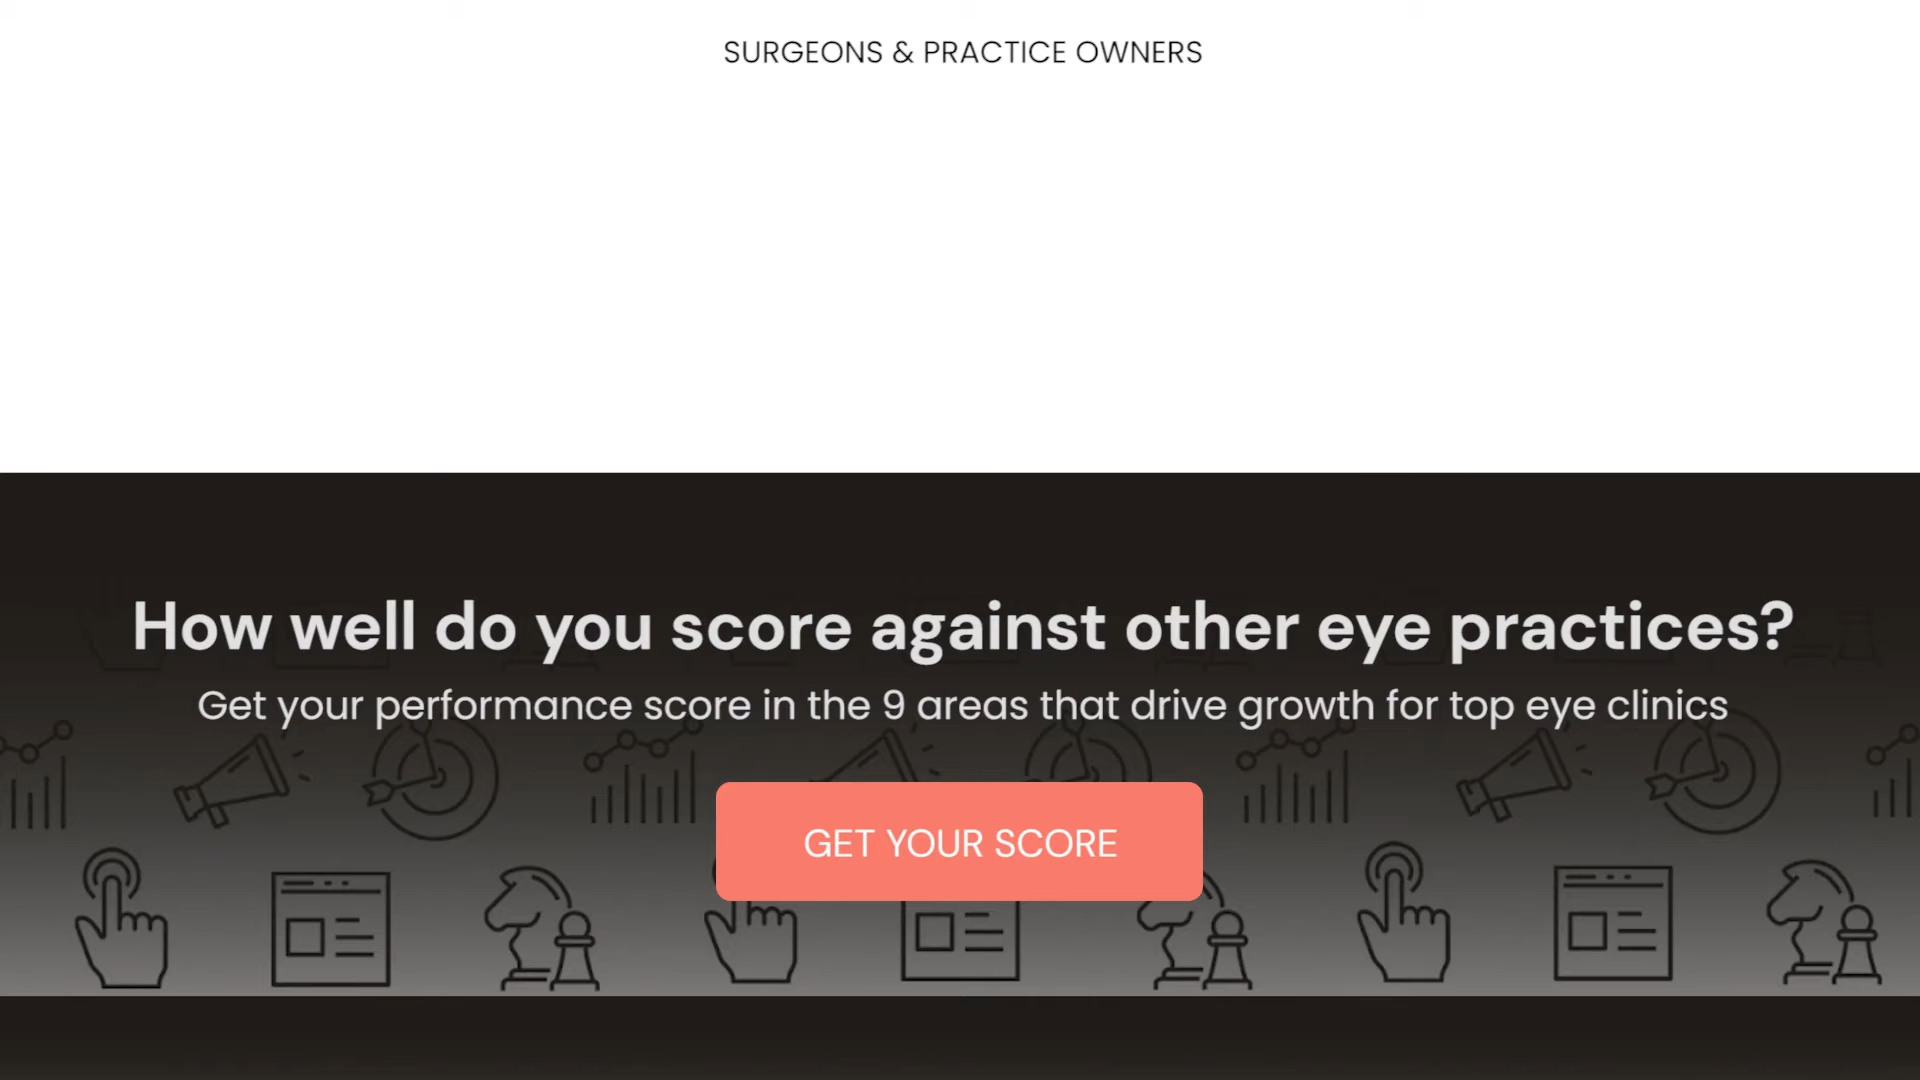 SURGEONS & PRACTICE OWNERS
How well do you score against other eye practices?
Get your performance score in the 9 areas that drive growth for top eye clinics
GET YOUR SCORE